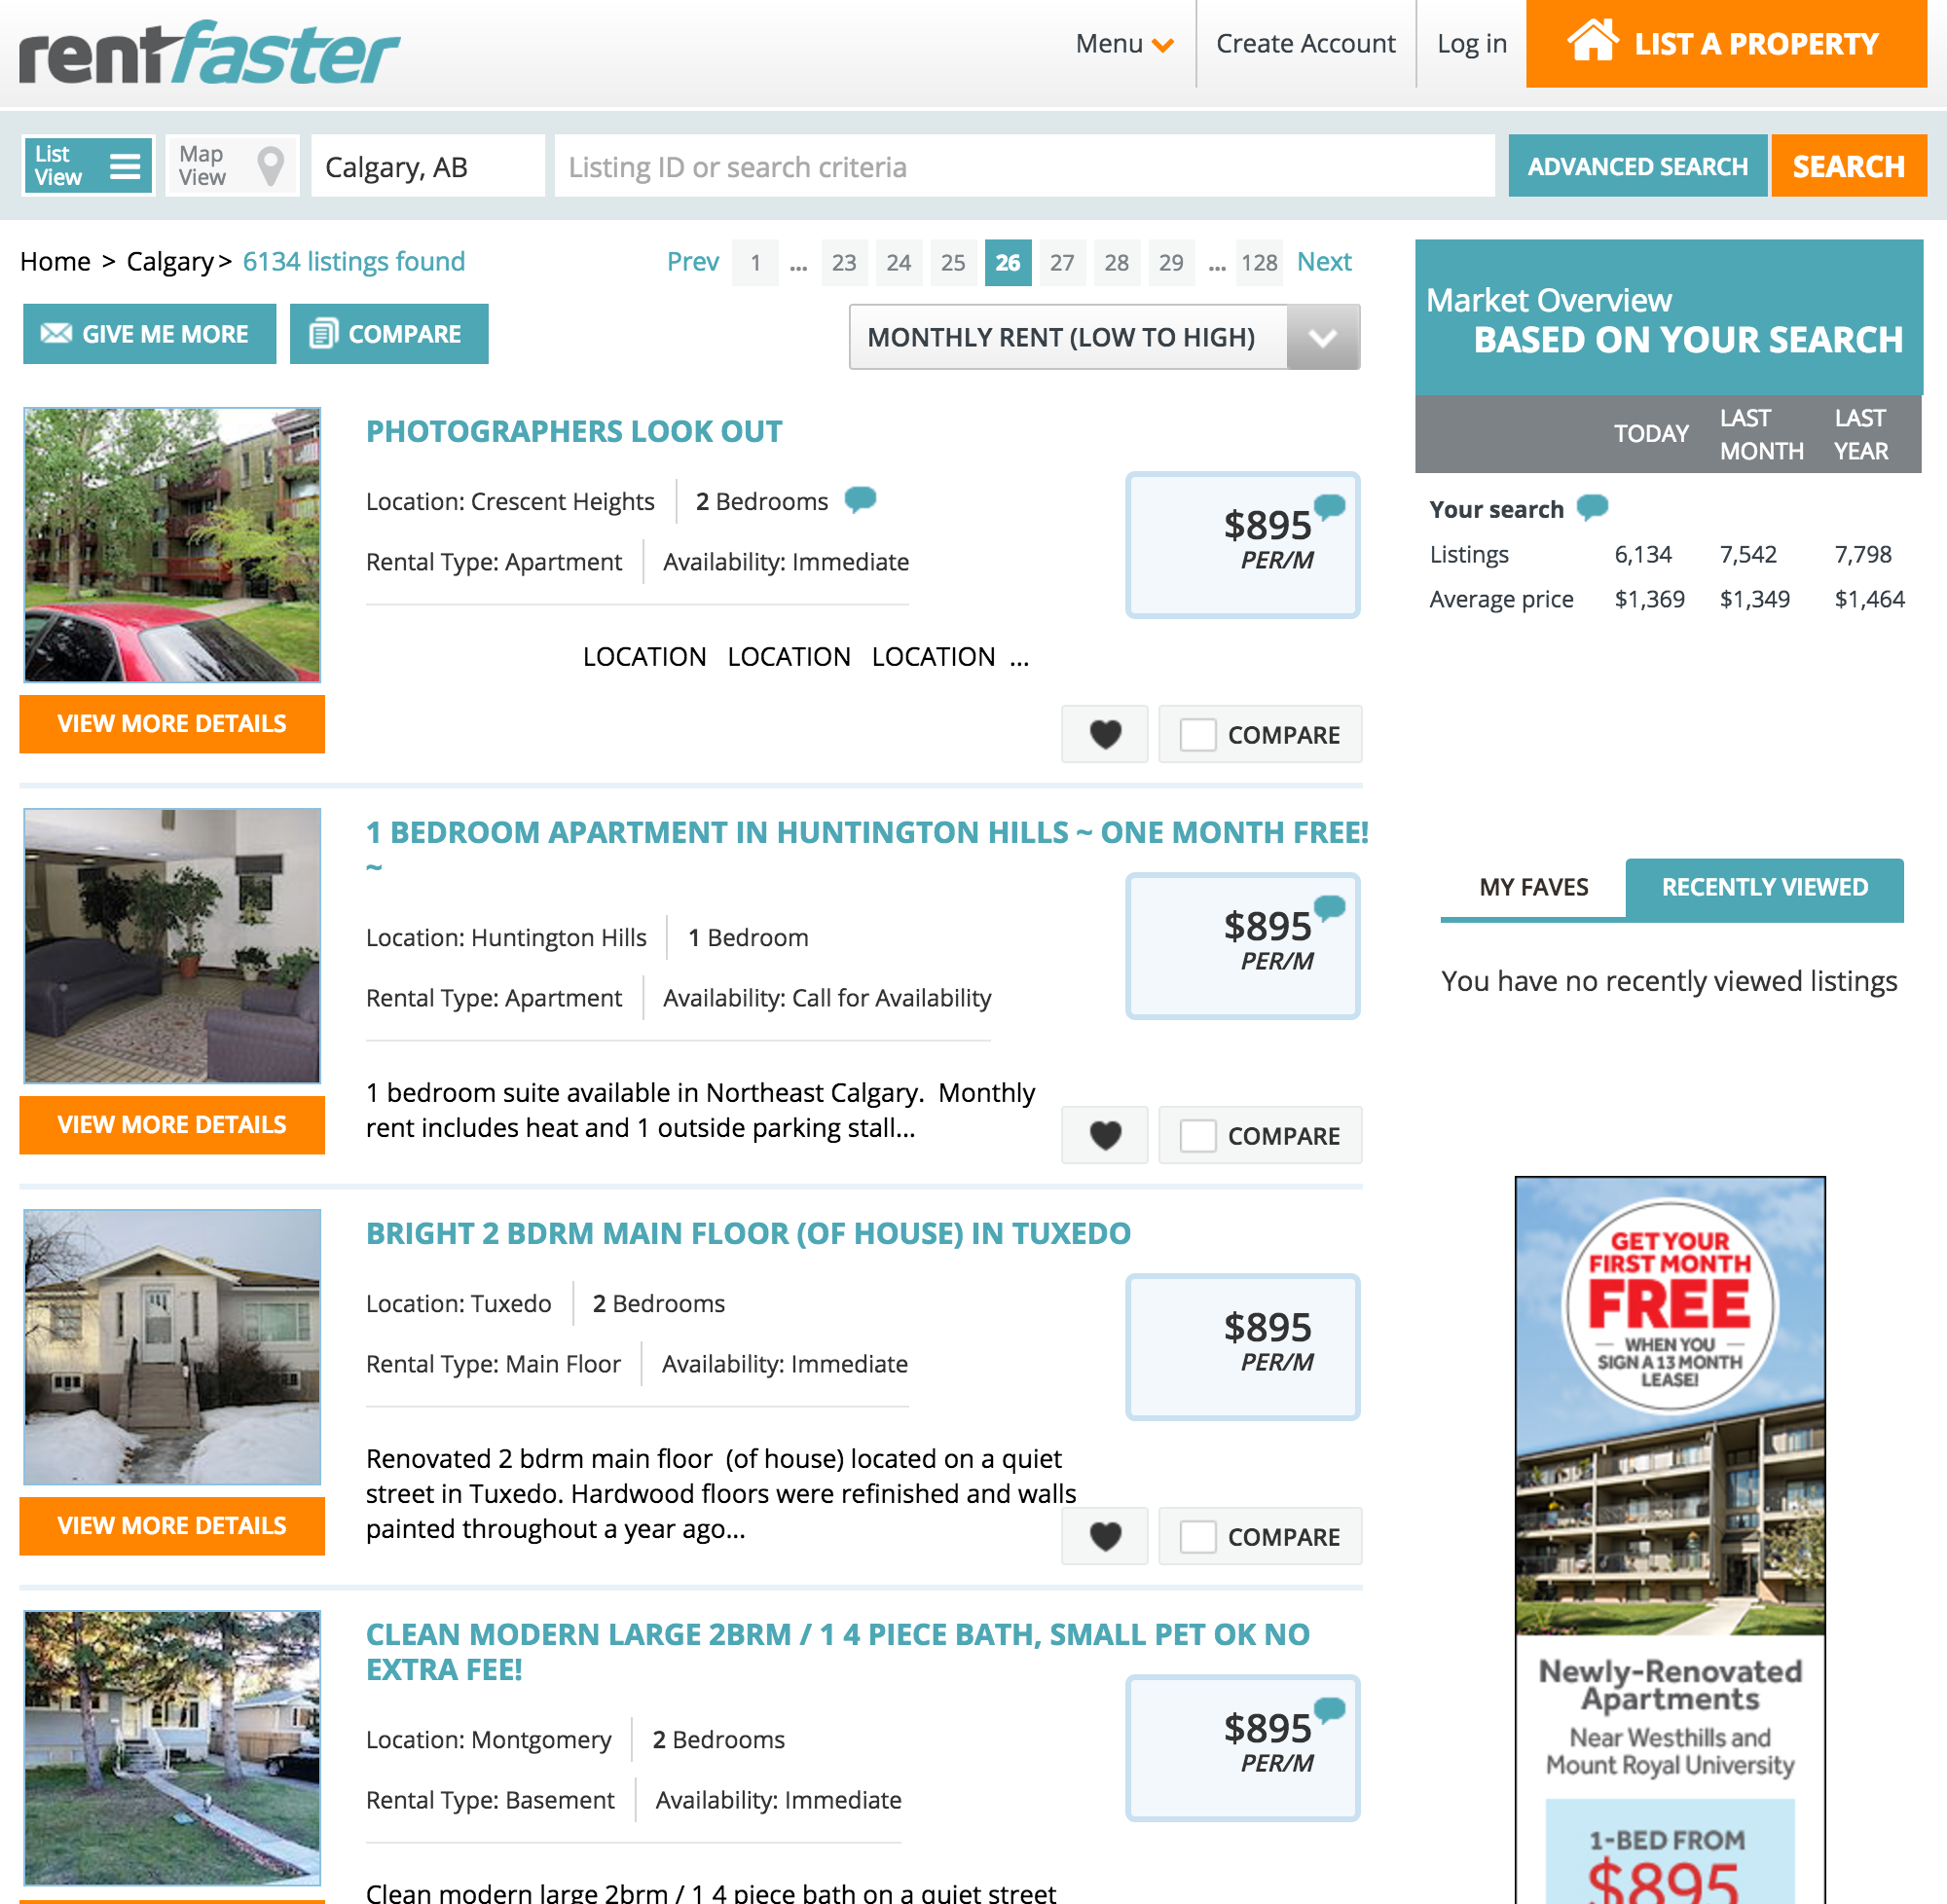 rentfaster
Menu
Create Account
Log in
LIST A PROPERTY
List View
Map View
Calgary, AB
Listing ID or search criteria
ADVANCED SEARCH
SEARCH
Home > Calgary > 6134 listings found
Prev 1 ... 23 24 25 26 27 28 29 ... 128 Next
GIVE ME MORE
COMPARE
MONTHLY RENT (LOW TO HIGH)
PHOTOGRAPHERS LOOK OUT
Location: Crescent Heights
2 Bedrooms
Rental Type: Apartment
Availability: Immediate
$895
PER/M
LOCATION LOCATION LOCATION ...
VIEW MORE DETAILS
COMPARE
1 BEDROOM APARTMENT IN HUNTINGTON HILLS ~ ONE MONTH FREE!
~
Location: Huntington Hills
1 Bedroom
Rental Type: Apartment
Availability: Call for Availability
$895
PER/M
1 bedroom suite available in Northeast Calgary. Monthly
rent includes heat and 1 outside parking stall...
VIEW MORE DETAILS
COMPARE
BRIGHT 2 BDRM MAIN FLOOR (OF HOUSE) IN TUXEDO
Location: Tuxedo
2 Bedrooms
Rental Type: Main Floor
Availability: Immediate
$895
PER/M
Renovated 2 bdrm main floor (of house) located on a quiet
street in Tuxedo. Hardwood floors were refinished and walls
painted throughout a year ago...
VIEW MORE DETAILS
COMPARE
CLEAN MODERN LARGE 2BRM / 1 4 PIECE BATH, SMALL PET OK NO
EXTRA FEE!
Location: Montgomery
2 Bedrooms
Rental Type: Basement
Availability: Immediate
$895
PER/M
Clean modern large 2brm / 1 4 piece bath on a quiet street
Market Overview
BASED ON YOUR SEARCH
TODAY LAST MONTH LAST YEAR
Your search
Listings 6,134 7,542 7,798
Average price $1,369 $1,349 $1,464
MY FAVES
RECENTLY VIEWED
You have no recently viewed listings
GET YOUR
FIRST MONTH
FREE
WHEN YOU
SIGN A 13 MONTH
LEASE!
Newly-Renovated
Apartments
Near Westhills and
Mount Royal University
1-BED FROM
$895